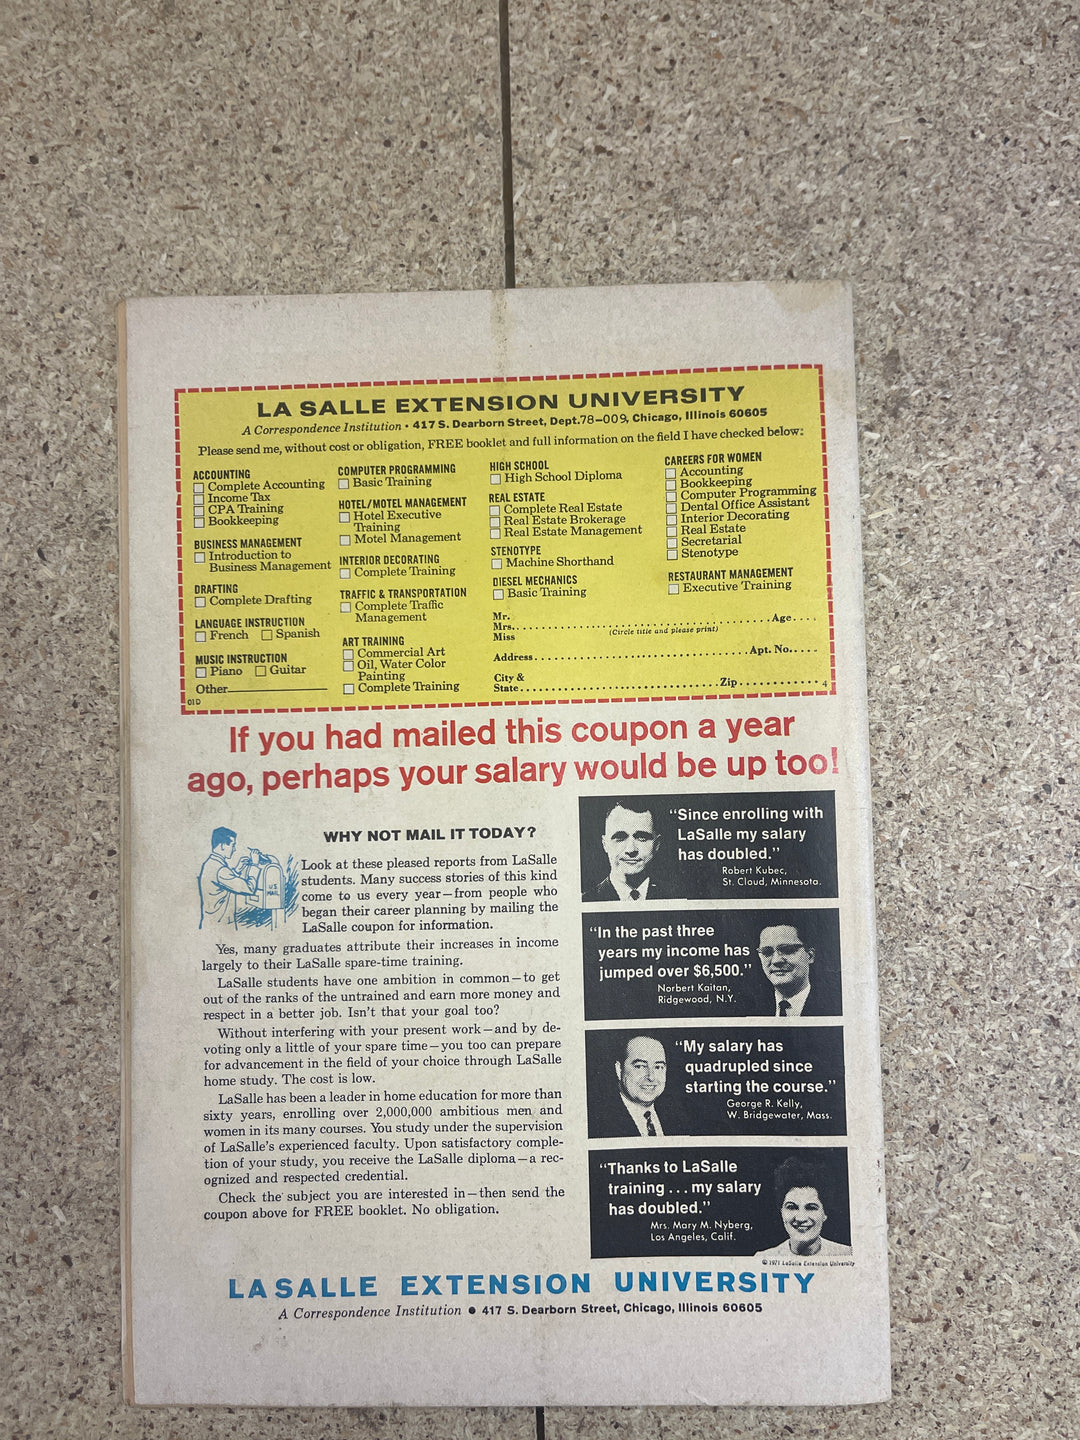 LA SALLE EXTENSION UNIVERSITY
A Correspondence Institution • 417 S. Dearborn Street, Dept. 78-009, Chicago, Illinois 60605
Please send me, without cost or obligation, FREE booklet and full information on the field I have checked below:
ACCOUNTING
Complete Accounting
Income Tax
CPA Training
Bookkeeping
BUSINESS MANAGEMENT
Introduction to
Business Management
DRAFTING
Complete Drafting
LANGUAGE INSTRUCTION
French Spanish
MUSIC INSTRUCTION
Piano Guitar
Other
01D
COMPUTER PROGRAMMING
Basic Training
HOTEL/MOTEL MANAGEMENT
Hotel Executive
Training
Motel Management
INTERIOR DECORATING
Complete Training
TRAFFIC & TRANSPORTATION
Complete Traffic
Management
ART TRAINING
Commercial Art
Oil, Water Color
Painting
Complete Training
HIGH SCHOOL
High School Diploma
REAL ESTATE
Complete Real Estate
Real Estate Brokerage
Real Estate Management
STENOTYPE
Machine Shorthand
DIESEL MECHANICS
Basic Training
CAREERS FOR WOMEN
Accounting
Bookkeeping
Computer Programming
Dental Office Assistant
Interior Decorating
Real Estate
Secretarial
Stenotype
RESTAURANT MANAGEMENT
Executive Training
Mr.
Mrs. Age
Miss (Circle title and please print)
Address Apt. No.
City &
State Zip 4
If you had mailed this coupon a year
ago, perhaps your salary would be up too!
U.S.
MAIL
WHY NOT MAIL IT TODAY?
Look at these pleased reports from LaSalle
students. Many success stories of this kind
come to us every year—from people who
began their career planning by mailing the
LaSalle coupon for information.
Yes, many graduates attribute their increases in income
largely to their LaSalle spare-time training.
LaSalle students have one ambition in common—to get
out of the ranks of the untrained and earn more money and
respect in a better job. Isn't that your goal too?
Without interfering with your present work—and by de-
voting only a little of your spare time—you too can prepare
for advancement in the field of your choice through LaSalle
home study. The cost is low.
LaSalle has been a leader in home education for more than
sixty years, enrolling over 2,000,000 ambitious men and
women in its many courses. You study under the supervision
of LaSalle's experienced faculty. Upon satisfactory comple-
tion of your study, you receive the LaSalle diploma—a rec-
ognized and respected credential.
Check the subject you are interested in—then send the
coupon above for FREE booklet. No obligation.
"Since enrolling with
LaSalle my salary
has doubled."
Robert Kubec,
St. Cloud, Minnesota.
"In the past three
years my income has
jumped over $6,500."
Norbert Kaitan,
Ridgewood, N.Y.
"My salary has
quadrupled since
starting the course."
George R. Kelly,
W. Bridgewater, Mass.
"Thanks to LaSalle
training ... my salary
has doubled."
Mrs. Mary M. Nyberg,
Los Angeles, Calif.
© 1971 LaSalle Extension University
LASALLE EXTENSION UNIVERSITY
A Correspondence Institution • 417 S. Dearborn Street, Chicago, Illinois 60605